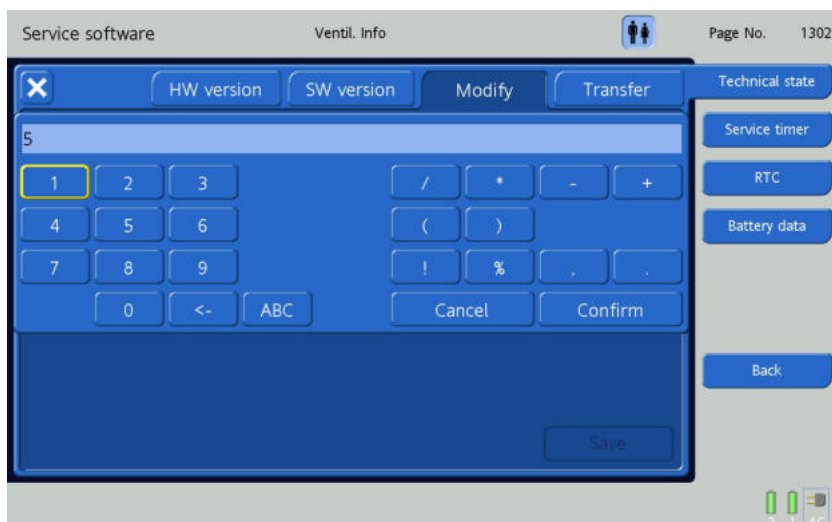 Service software Ventil. Info Page No. 1302
HW version SW version Modify Transfer Technical state
5 Service timer
1 2 3 / * - + RTC
4 5 6 ( ) Battery data
7 8 9 ! % , .
0 <- ABC Cancel Confirm
Back
Save